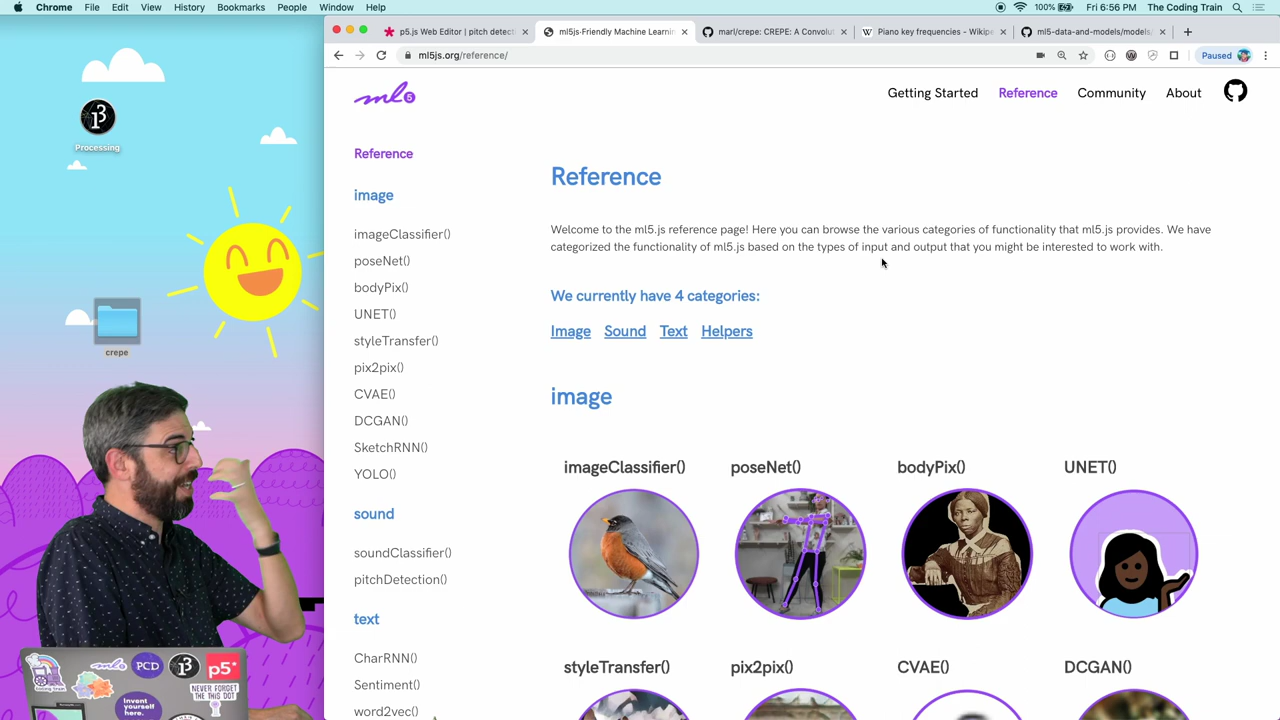 Chrome File Edit View History Bookmarks People Window Help 100% Fri 6:56 PM The Coding Train
p5.js Web Editor | pitch detect
ml5js·Friendly Machine Learnin
marl/crepe: CREPE: A Convolut
Piano key frequencies - Wikipe
ml5-data-and-models/models/
ml5js.org/reference/
Paused
ml5
Getting Started Reference Community About
Processing
crepe
Reference
image
imageClassifier()
poseNet()
bodyPix()
UNET()
styleTransfer()
pix2pix()
CVAE()
DCGAN()
SketchRNN()
YOLO()
sound
soundClassifier()
pitchDetection()
text
CharRNN()
Sentiment()
word2vec()
Reference
Welcome to the ml5.js reference page! Here you can browse the various categories of functionality that ml5.js provides. We have
categorized the functionality of ml5.js based on the types of input and output that you might be interested to work with.
We currently have 4 categories:
Image Sound Text Helpers
image
imageClassifier() poseNet() bodyPix() UNET()
styleTransfer() pix2pix() CVAE() DCGAN()
ml5
PCD
p5*
NEVER FORGET
THE THIS DOT
Invent
yourself
here.